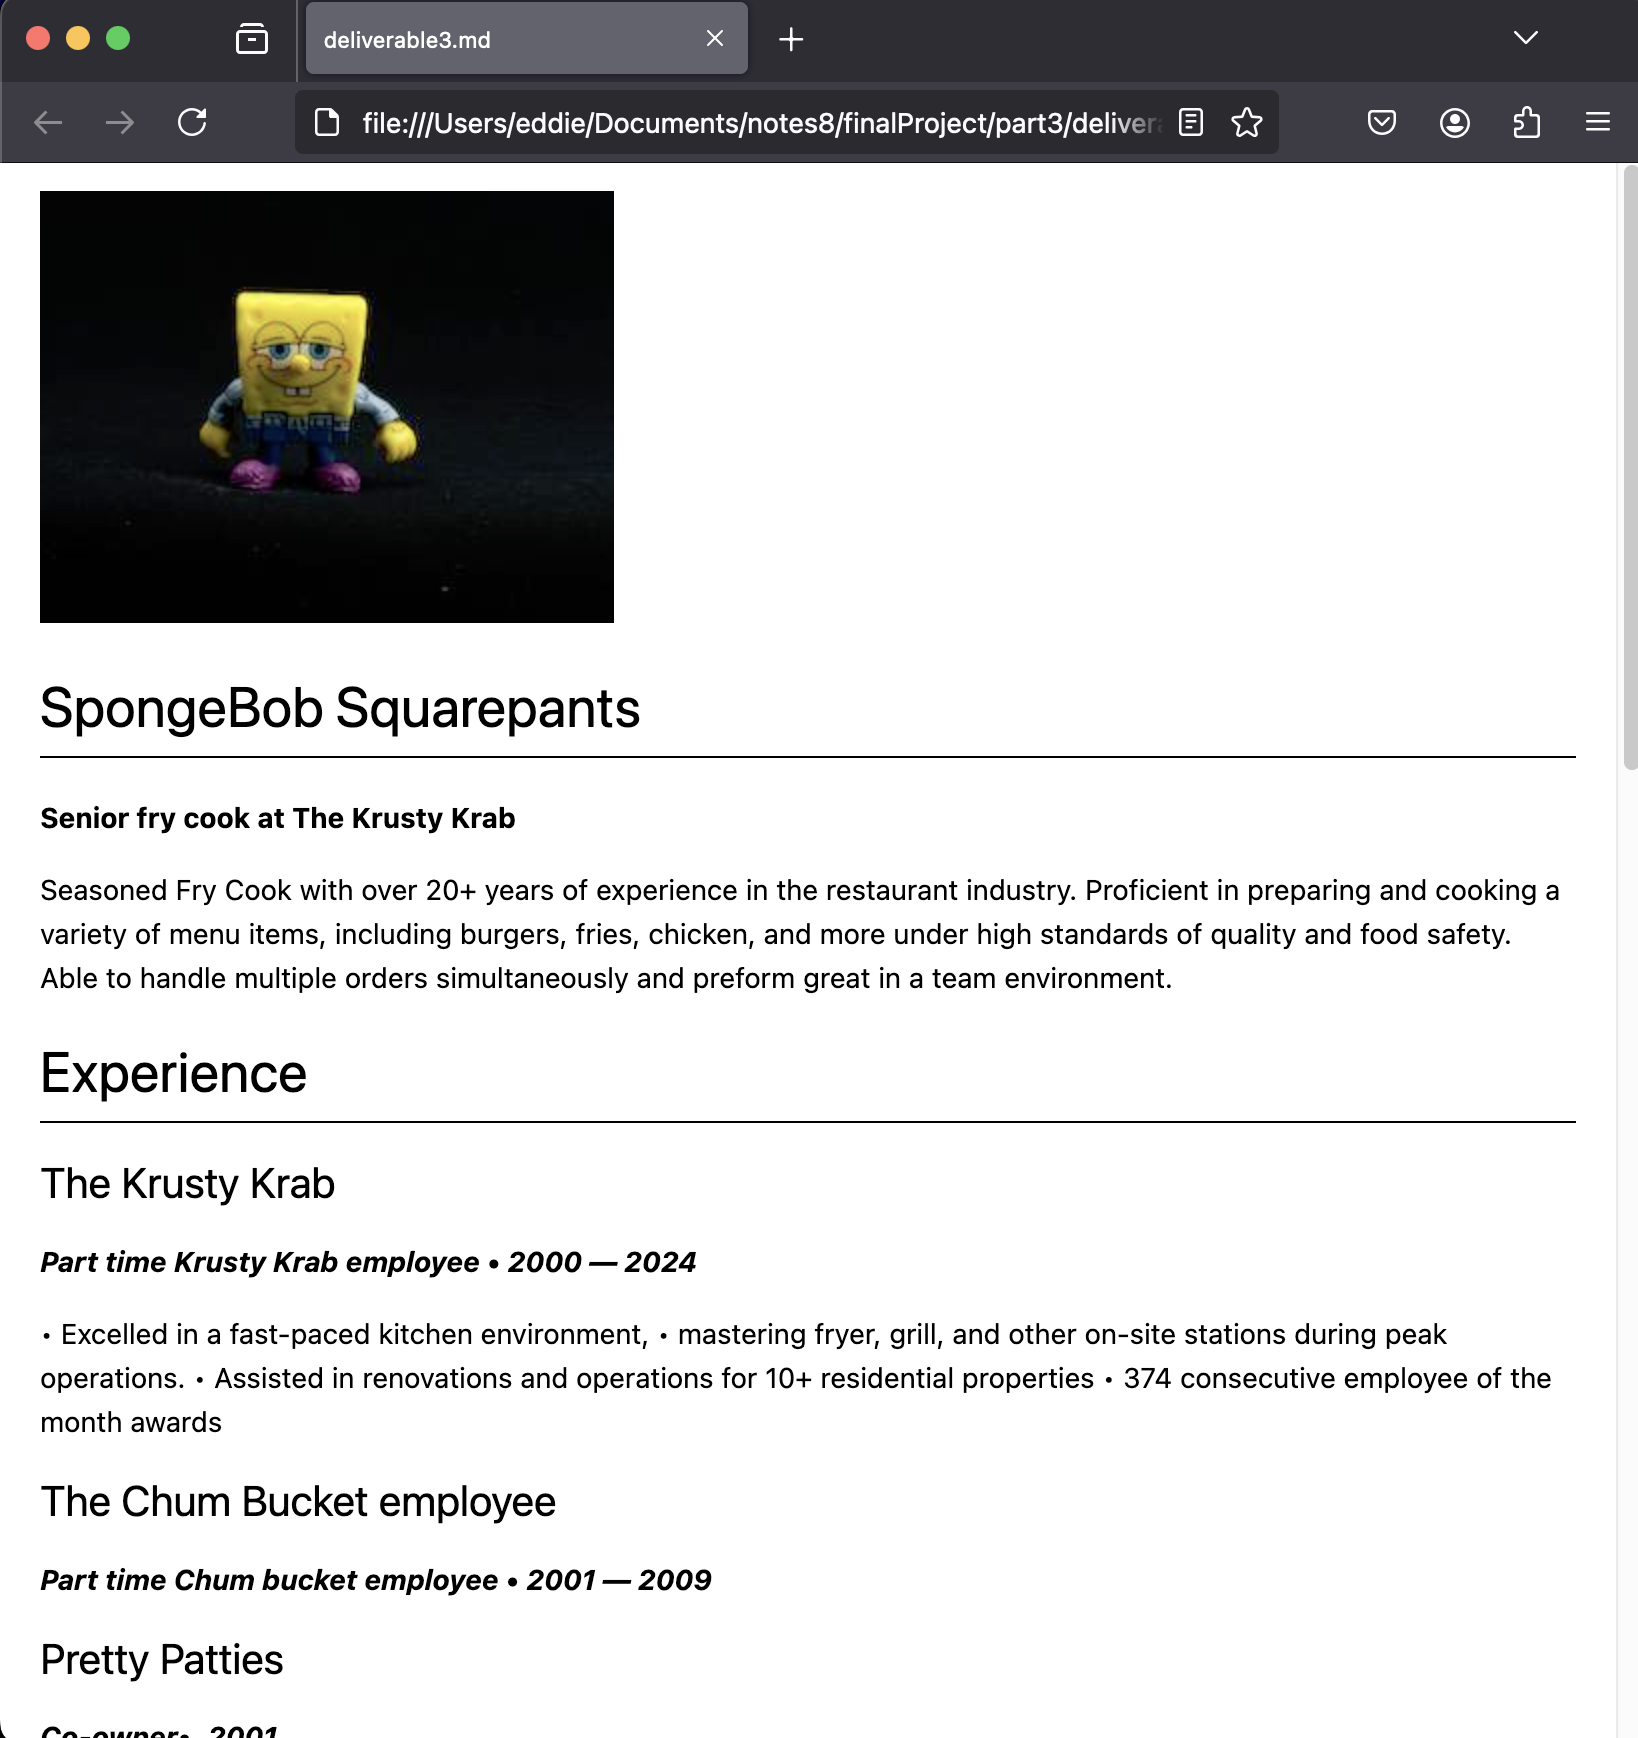 deliverable3.md
file:///Users/eddie/Documents/notes8/finalProject/part3/deliver
SpongeBob Squarepants
Senior fry cook at The Krusty Krab
Seasoned Fry Cook with over 20+ years of experience in the restaurant industry. Proficient in preparing and cooking a
variety of menu items, including burgers, fries, chicken, and more under high standards of quality and food safety.
Able to handle multiple orders simultaneously and preform great in a team environment.
Experience
The Krusty Krab
Part time Krusty Krab employee • 2000 — 2024
• Excelled in a fast-paced kitchen environment, • mastering fryer, grill, and other on-site stations during peak
operations. • Assisted in renovations and operations for 10+ residential properties • 374 consecutive employee of the
month awards
The Chum Bucket employee
Part time Chum bucket employee • 2001 — 2009
Pretty Patties
Co-owner• 2001